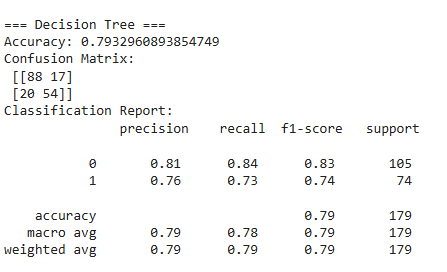 === Decision Tree ===
Accuracy: 0.7932960893854749
Confusion Matrix:
[[88 17]
[20 54]]
Classification Report:
precision recall f1-score support
0 0.81 0.84 0.83 105
1 0.76 0.73 0.74 74
accuracy 0.79 179
macro avg 0.79 0.78 0.79 179
weighted avg 0.79 0.79 0.79 179